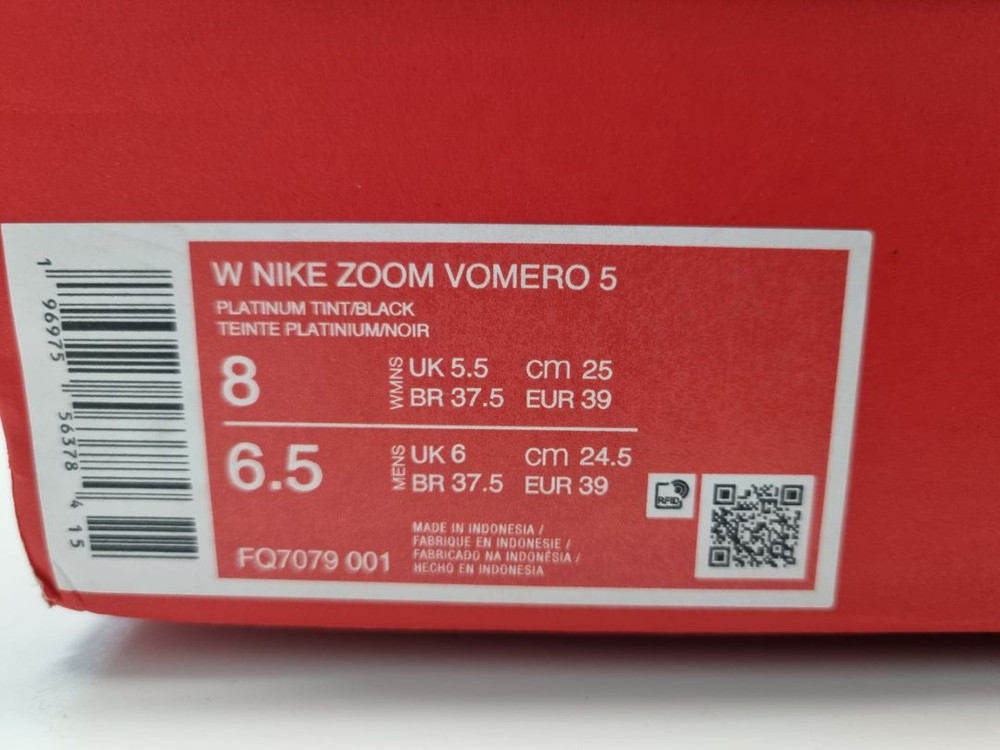 W NIKE ZOOM VOMERO 5
PLATINUM TINT/BLACK
TEINTE PLATINIUM/NOIR
8
WMNS
UK 5.5 cm 25
BR 37.5 EUR 39
6.5
MENS
UK 6 cm 24.5
BR 37.5 EUR 39
RFID
MADE IN INDONESIA /
FABRIQUE EN INDONESIE /
FABRICADO NA INDONÉSIA /
HECHO EN INDONESIA
FQ7079 001
1 96975 56378 4 15